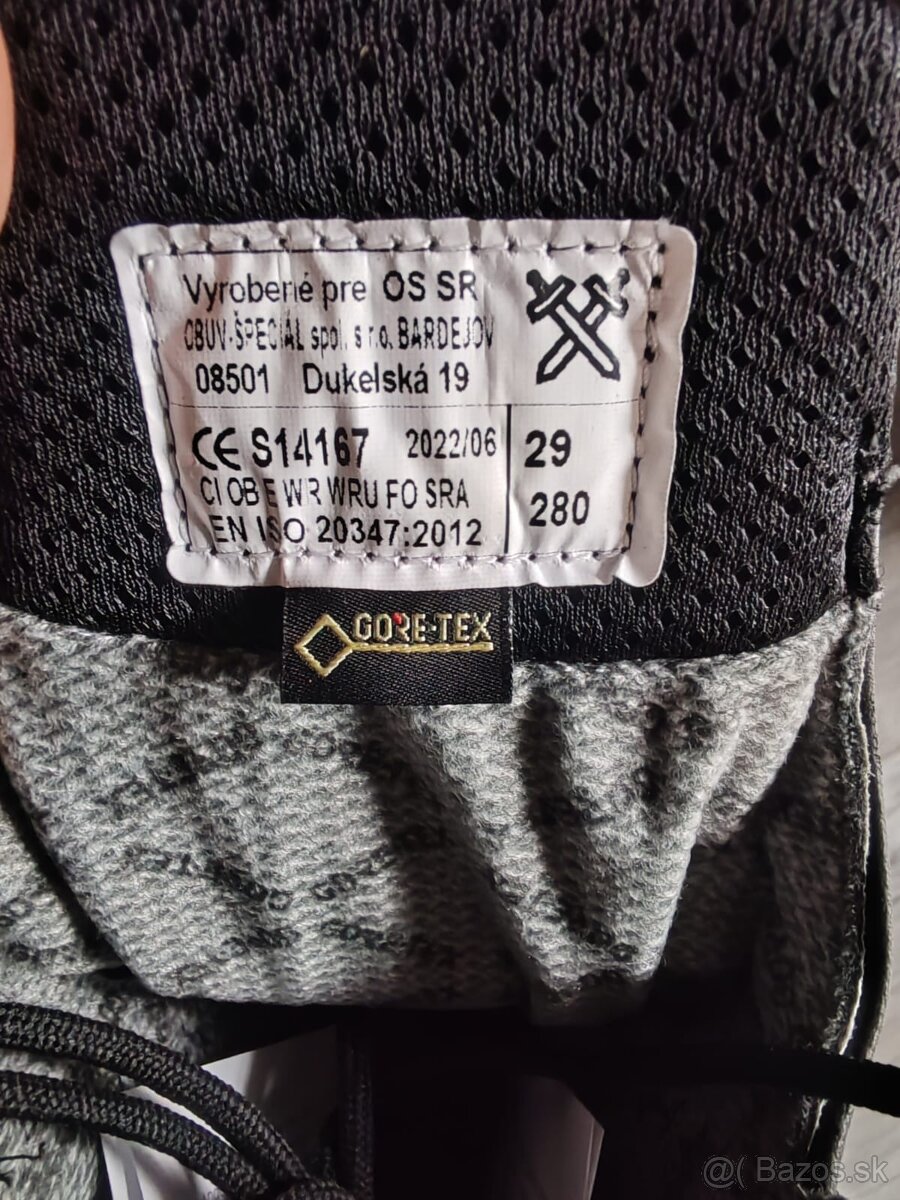 Vyrobené pre OS SR
OBUV-ŠPECIÁL spol. s r.o. BARDEJOV
08501 Dukelská 19
CE S14167 2022/06
CI OB E WR WRU FO SRA
EN ISO 20347:2012
29
280
GORE-TEX
@( Bazos.sk